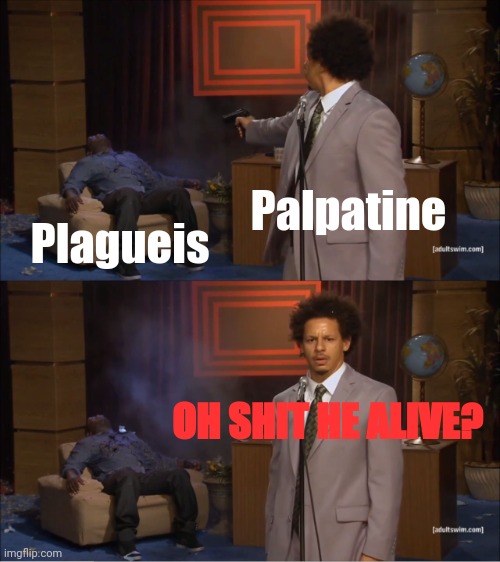 Palpatine
Plagueis
[adultswim.com]
OH SHIT HE ALIVE?
[adultswim.com]
imgflip.com